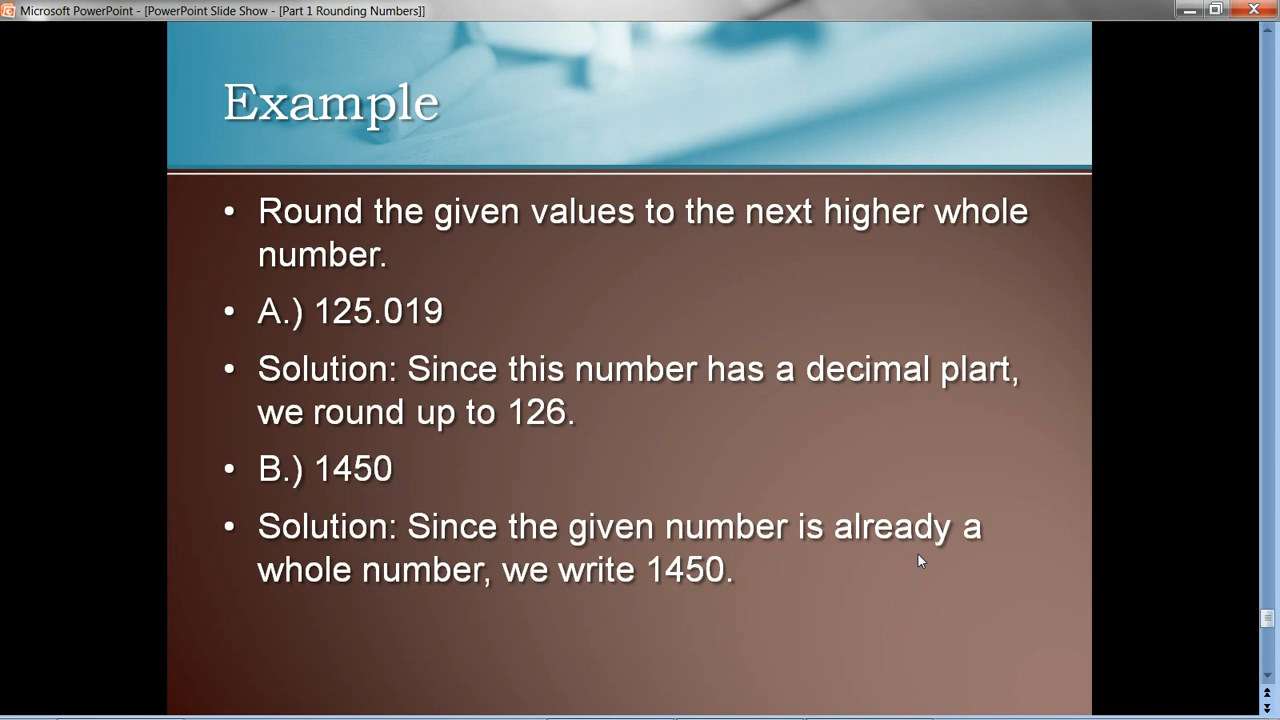 Microsoft PowerPoint - [PowerPoint Slide Show - [Part 1 Rounding Numbers]]
Example
• Round the given values to the next higher whole
number.
• A.) 125.019
• Solution: Since this number has a decimal plart,
we round up to 126.
• B.) 1450
• Solution: Since the given number is already a
whole number, we write 1450.